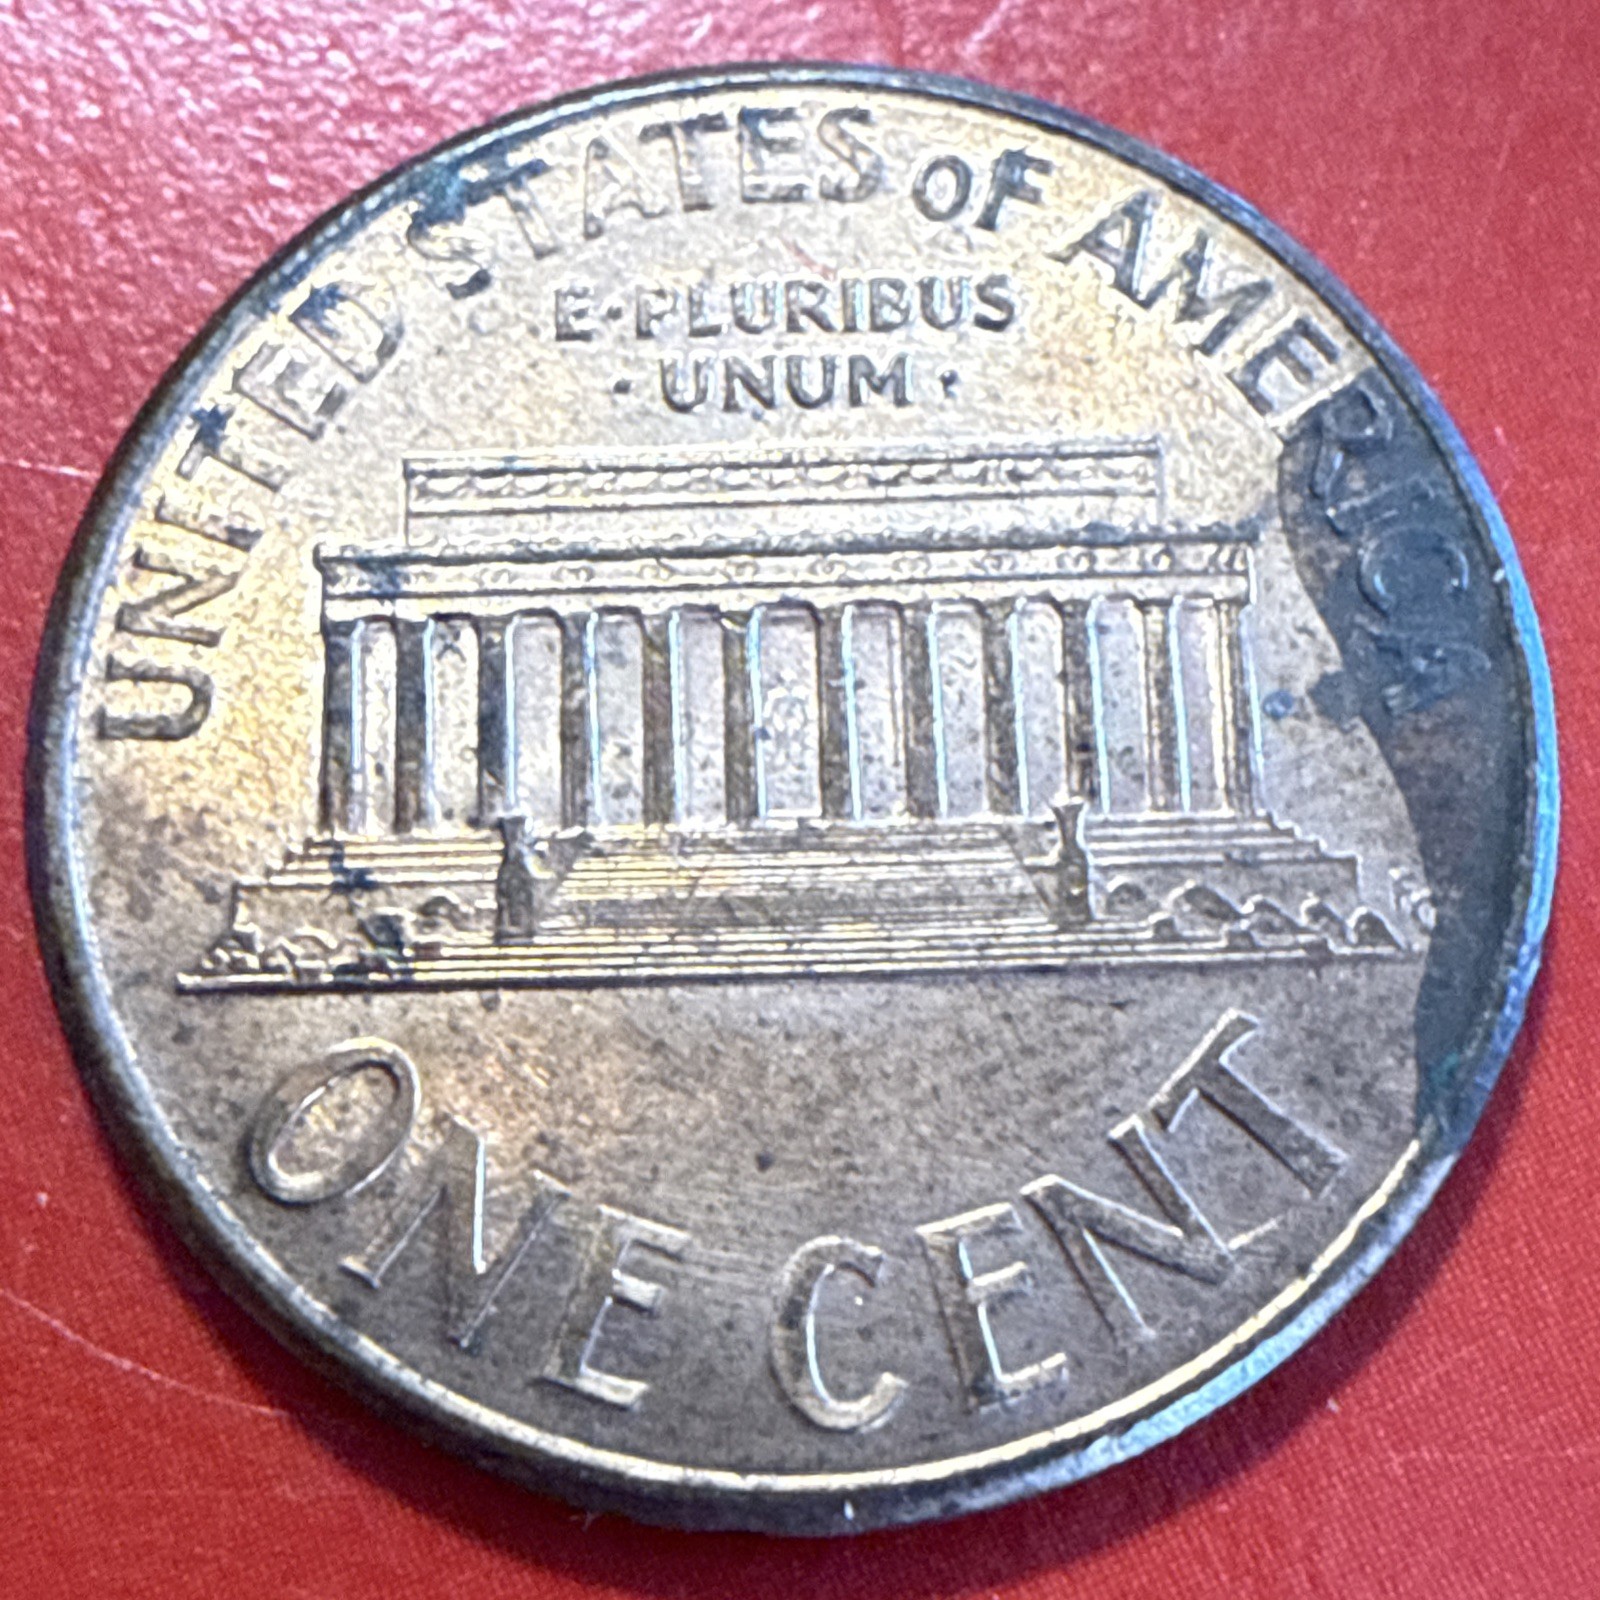 UNITED STATES OF AMERICA
E·PLURIBUS
·UNUM·
ONE CENT